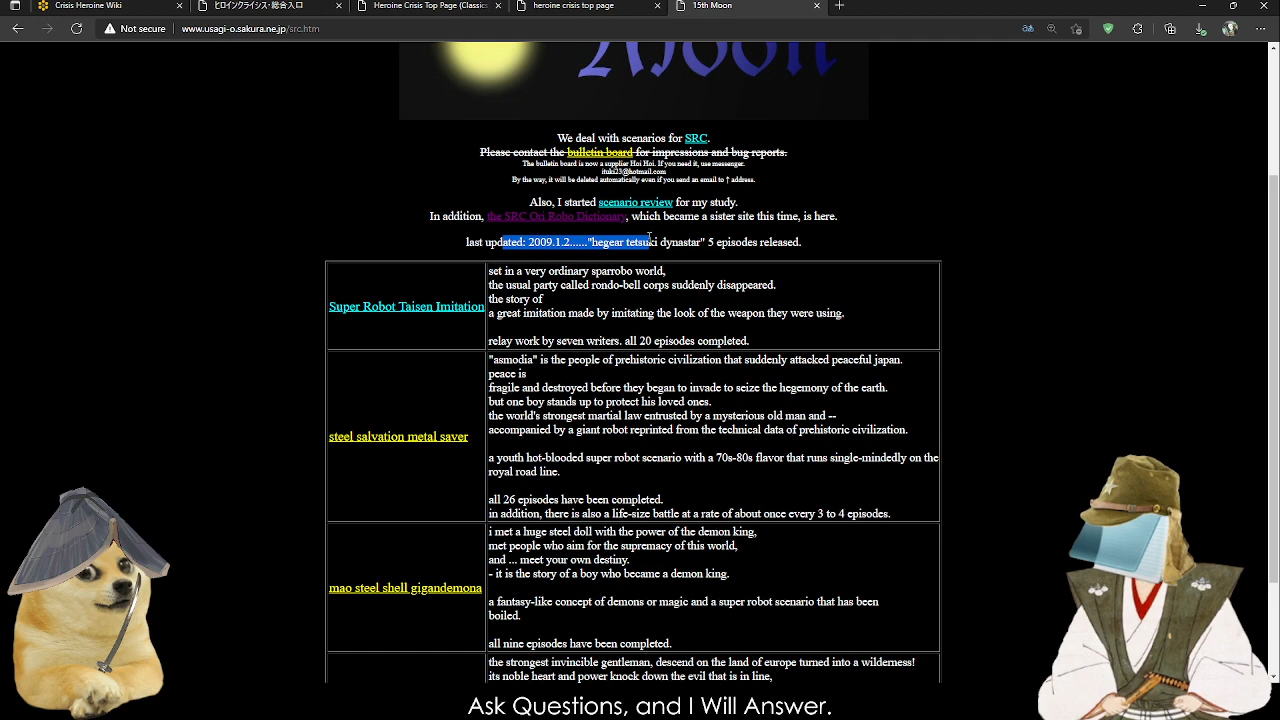 Crisis Heroine Wiki
ヒロインクライシス・総合入口
Heroine Crisis Top Page (Classics
heroine crisis top page
15th Moon
Not secure
www.usagi-o.sakura.ne.jp/src.htm
Moon
We deal with scenarios for SRC.
Please contact the bulletin board for impressions and bug reports.
The bulletin board is now a supplier Hoi Hoi. If you need it, use messenger.
ituki23@hotmail.com
By the way, it will be deleted automatically even if you send an email to ↑ address.
Also, I started scenario review for my study.
In addition, the SRC Ori Robo Dictionary, which became a sister site this time, is here.
last updated: 2009.1.2......"hegear tetsuki dynastar" 5 episodes released.
Super Robot Taisen Imitation
set in a very ordinary sparrobo world,
the usual party called rondo-bell corps suddenly disappeared.
the story of
a great imitation made by imitating the look of the weapon they were using.
relay work by seven writers. all 20 episodes completed.
steel salvation metal saver
"asmodia" is the people of prehistoric civilization that suddenly attacked peaceful japan.
peace is
fragile and destroyed before they began to invade to seize the hegemony of the earth.
but one boy stands up to protect his loved ones.
the world's strongest martial law entrusted by a mysterious old man and --
accompanied by a giant robot reprinted from the technical data of prehistoric civilization.
a youth hot-blooded super robot scenario with a 70s-80s flavor that runs single-mindedly on the
royal road line.
all 26 episodes have been completed.
in addition, there is also a life-size battle at a rate of about once every 3 to 4 episodes.
mao steel shell gigandemona
i met a huge steel doll with the power of the demon king,
met people who aim for the supremacy of this world,
and ... meet your own destiny.
- it is the story of a boy who became a demon king.
a fantasy-like concept of demons or magic and a super robot scenario that has been
boiled.
all nine episodes have been completed.
the strongest invincible gentleman, descend on the land of europe turned into a wilderness!
its noble heart and power knock down the evil that is in line,
Ask Questions, and I Will Answer.